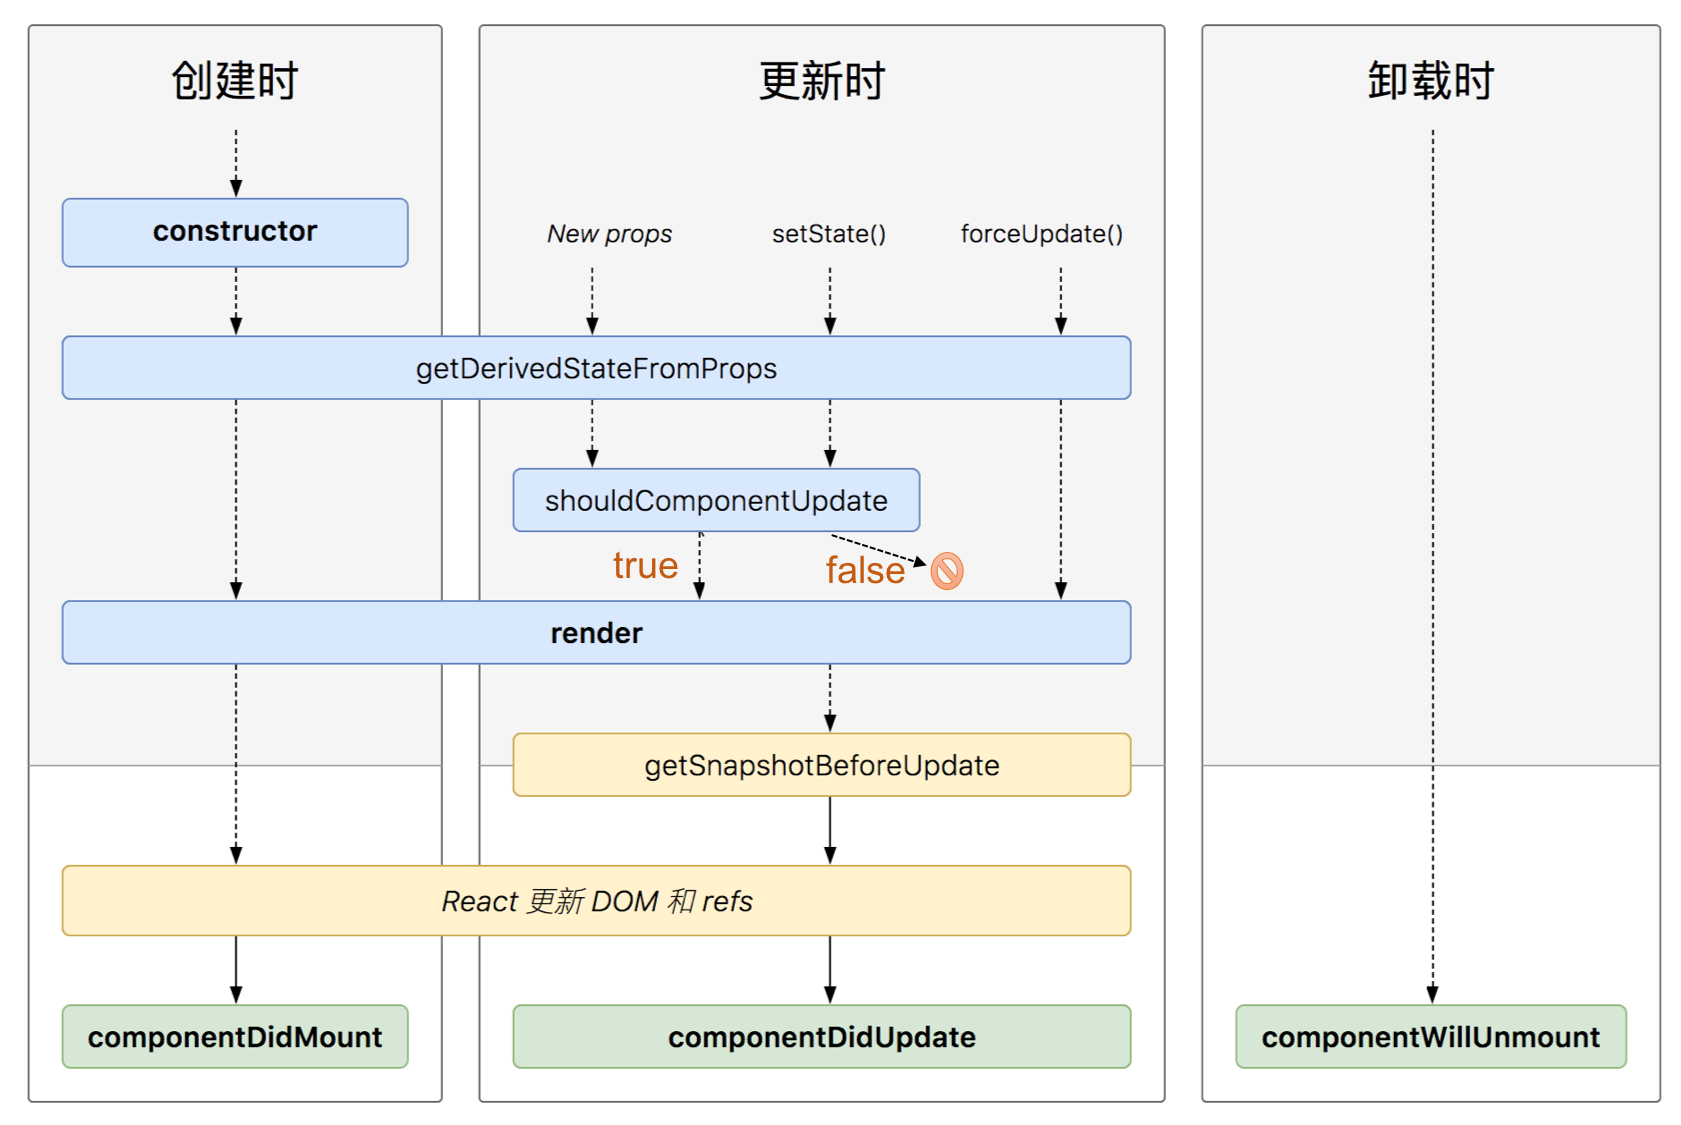 创建时
更新时
卸载时
constructor
New props
setState()
forceUpdate()
getDerivedStateFromProps
shouldComponentUpdate
true
false
render
getSnapshotBeforeUpdate
React 更新 DOM 和 refs
componentDidMount
componentDidUpdate
componentWillUnmount